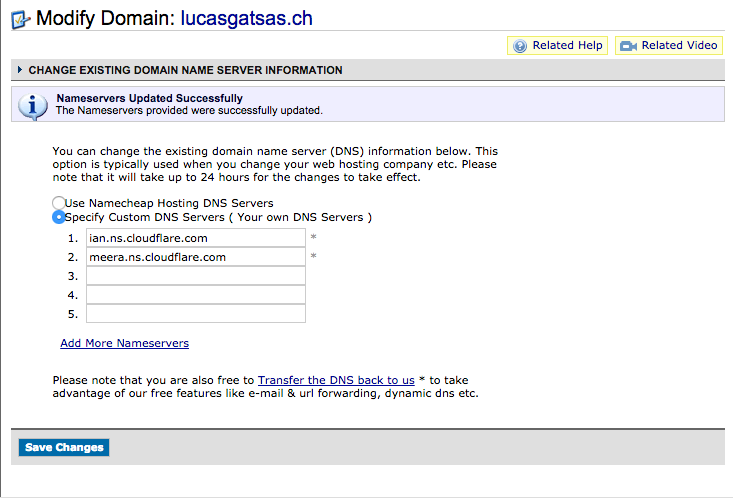 Modify Domain: lucasgatsas.ch
Related Help
Related Video
CHANGE EXISTING DOMAIN NAME SERVER INFORMATION
Nameservers Updated Successfully
The Nameservers provided were successfully updated.
You can change the existing domain name server (DNS) information below. This
option is typically used when you change your web hosting company etc. Please
note that it will take up to 24 hours for the changes to take effect.
Use Namecheap Hosting DNS Servers
Specify Custom DNS Servers ( Your own DNS Servers )
1. ian.ns.cloudflare.com *
2. meera.ns.cloudflare.com *
3.
4.
5.
Add More Nameservers
Please note that you are also free to Transfer the DNS back to us * to take
advantage of our free features like e-mail & url forwarding, dynamic dns etc.
Save Changes